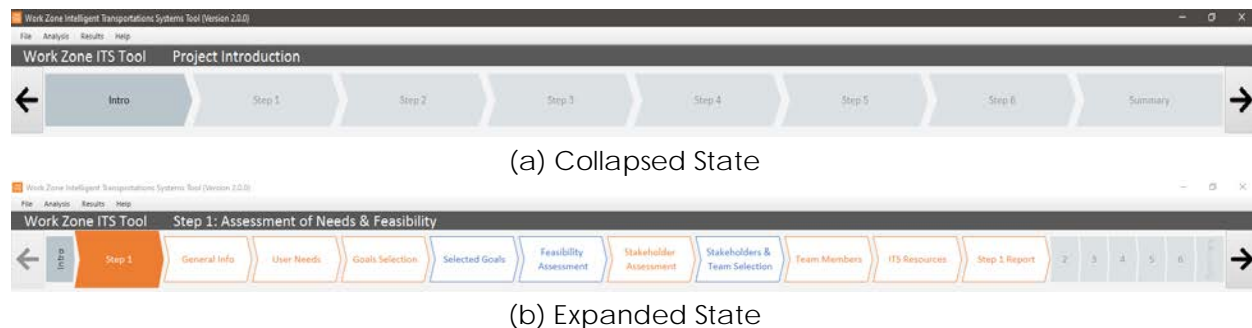 Work Zone Intelligent Transportations Systems Tool (Version 2.0.0)
File Analysis Results Help
Work Zone ITS Tool Project Introduction
Intro Step 1 Step 2 Step 3 Step 4 Step 5 Step 6 Summary
(a) Collapsed State
Work Zone Intelligent Transportations Systems Tool (Version 2.0.0)
File Analysis Results Help
Work Zone ITS Tool Step 1: Assessment of Needs & Feasibility
Intro Step 1 General Info User Needs Goals Selection Selected Goals Feasibility Assessment Stakeholder Assessment Stakeholders & Team Selection Team Members ITS Resources Step 1 Report 2 3 4 5 6
(b) Expanded State